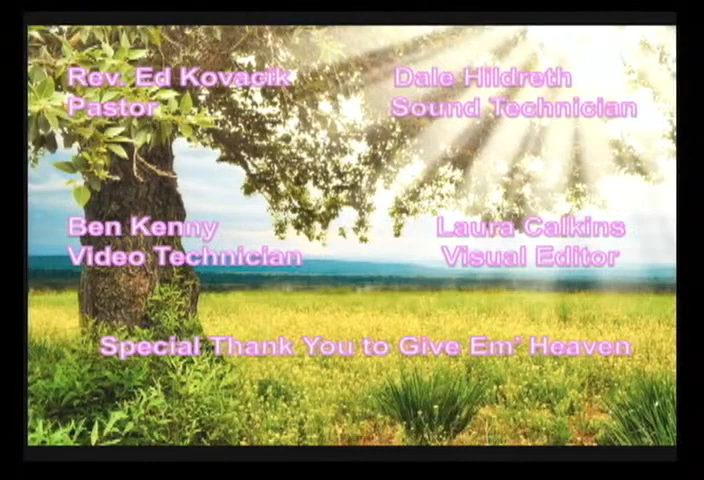 Rev. Ed Kovacik
Pastor
Dale Hildreth
Sound Technician
Ben Kenny
Video Technician
Laura Calkins
Visual Editor
Special Thank You to Give Em' Heaven